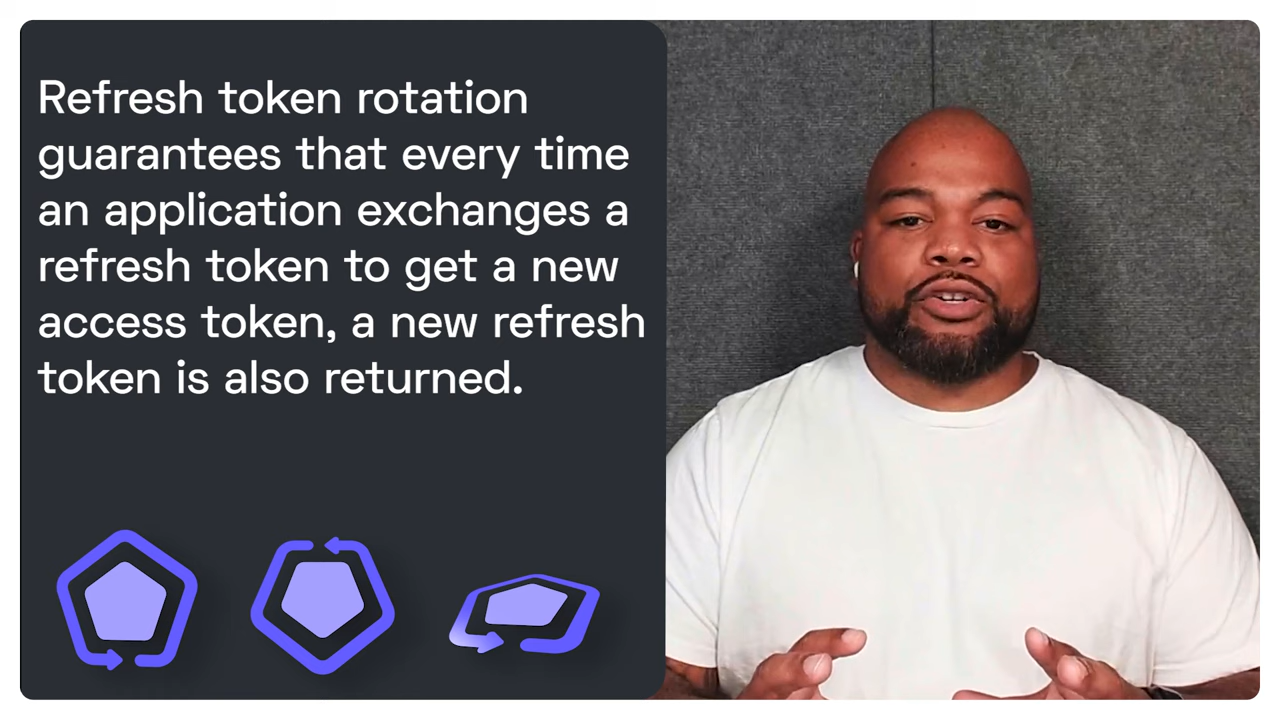 Refresh token rotation
guarantees that every time
an application exchanges a
refresh token to get a new
access token, a new refresh
token is also returned.